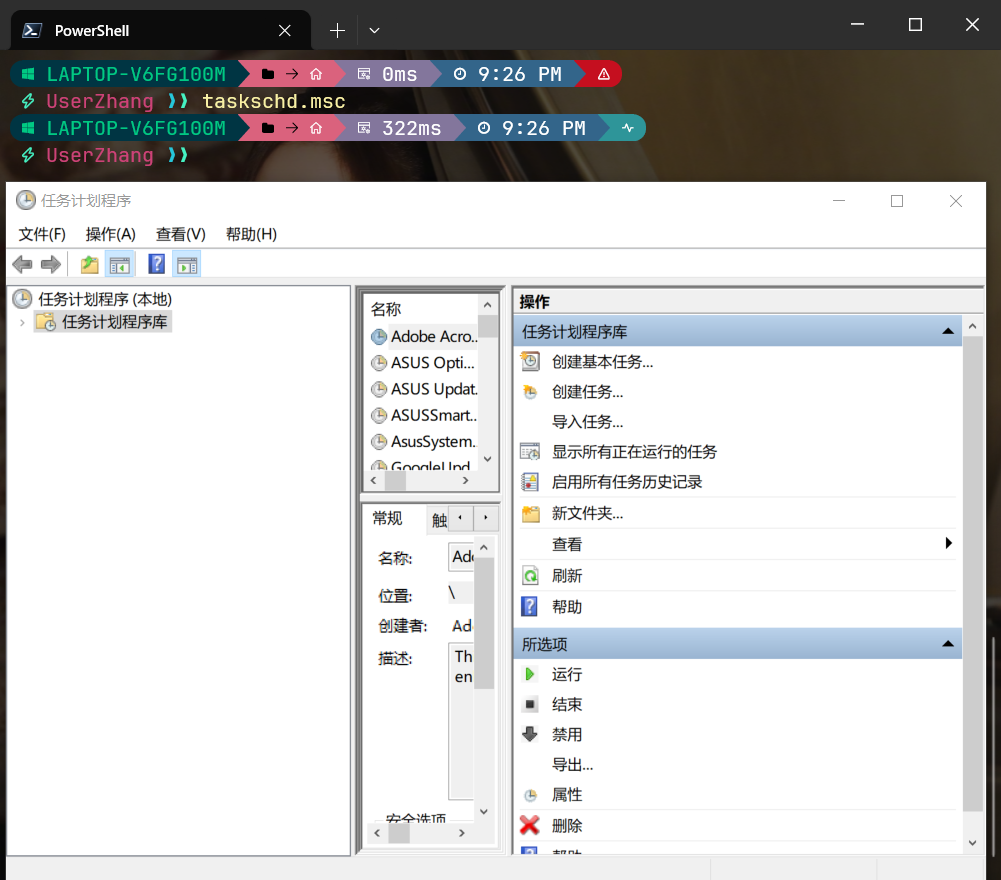 PowerShell
LAPTOP-V6FG100M 0ms 9:26 PM
UserZhang ⟩⟩ taskschd.msc
LAPTOP-V6FG100M 322ms 9:26 PM
UserZhang ⟩⟩
任务计划程序
文件(F) 操作(A) 查看(V) 帮助(H)
任务计划程序 (本地)
任务计划程序库
名称
Adobe Acro..
ASUS Opti...
ASUS Updat.
ASUSSmart..
AsusSystem.
GoogleUpd
常规 触
名称: Ado
位置: \
创建者: Ad
描述: Th
en
安全选项
操作
任务计划程序库
创建基本任务...
创建任务...
导入任务...
显示所有正在运行的任务
启用所有任务历史记录
新文件夹...
查看
刷新
帮助
所选项
运行
结束
禁用
导出...
属性
删除
帮助